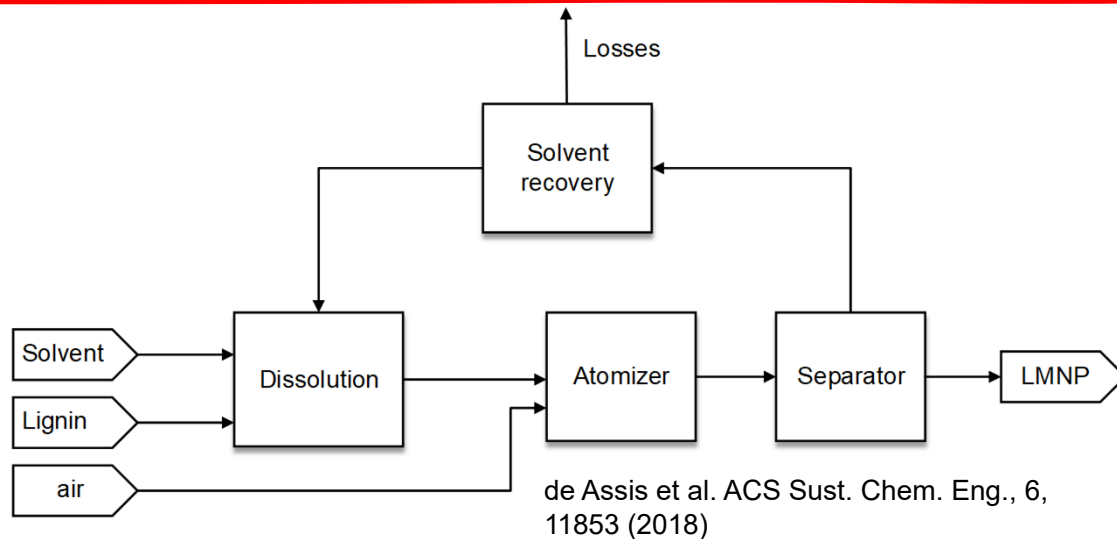 Losses
Solvent
recovery
Solvent
Dissolution
Atomizer
Separator
LMNP
Lignin
air
de Assis et al. ACS Sust. Chem. Eng., 6,
11853 (2018)